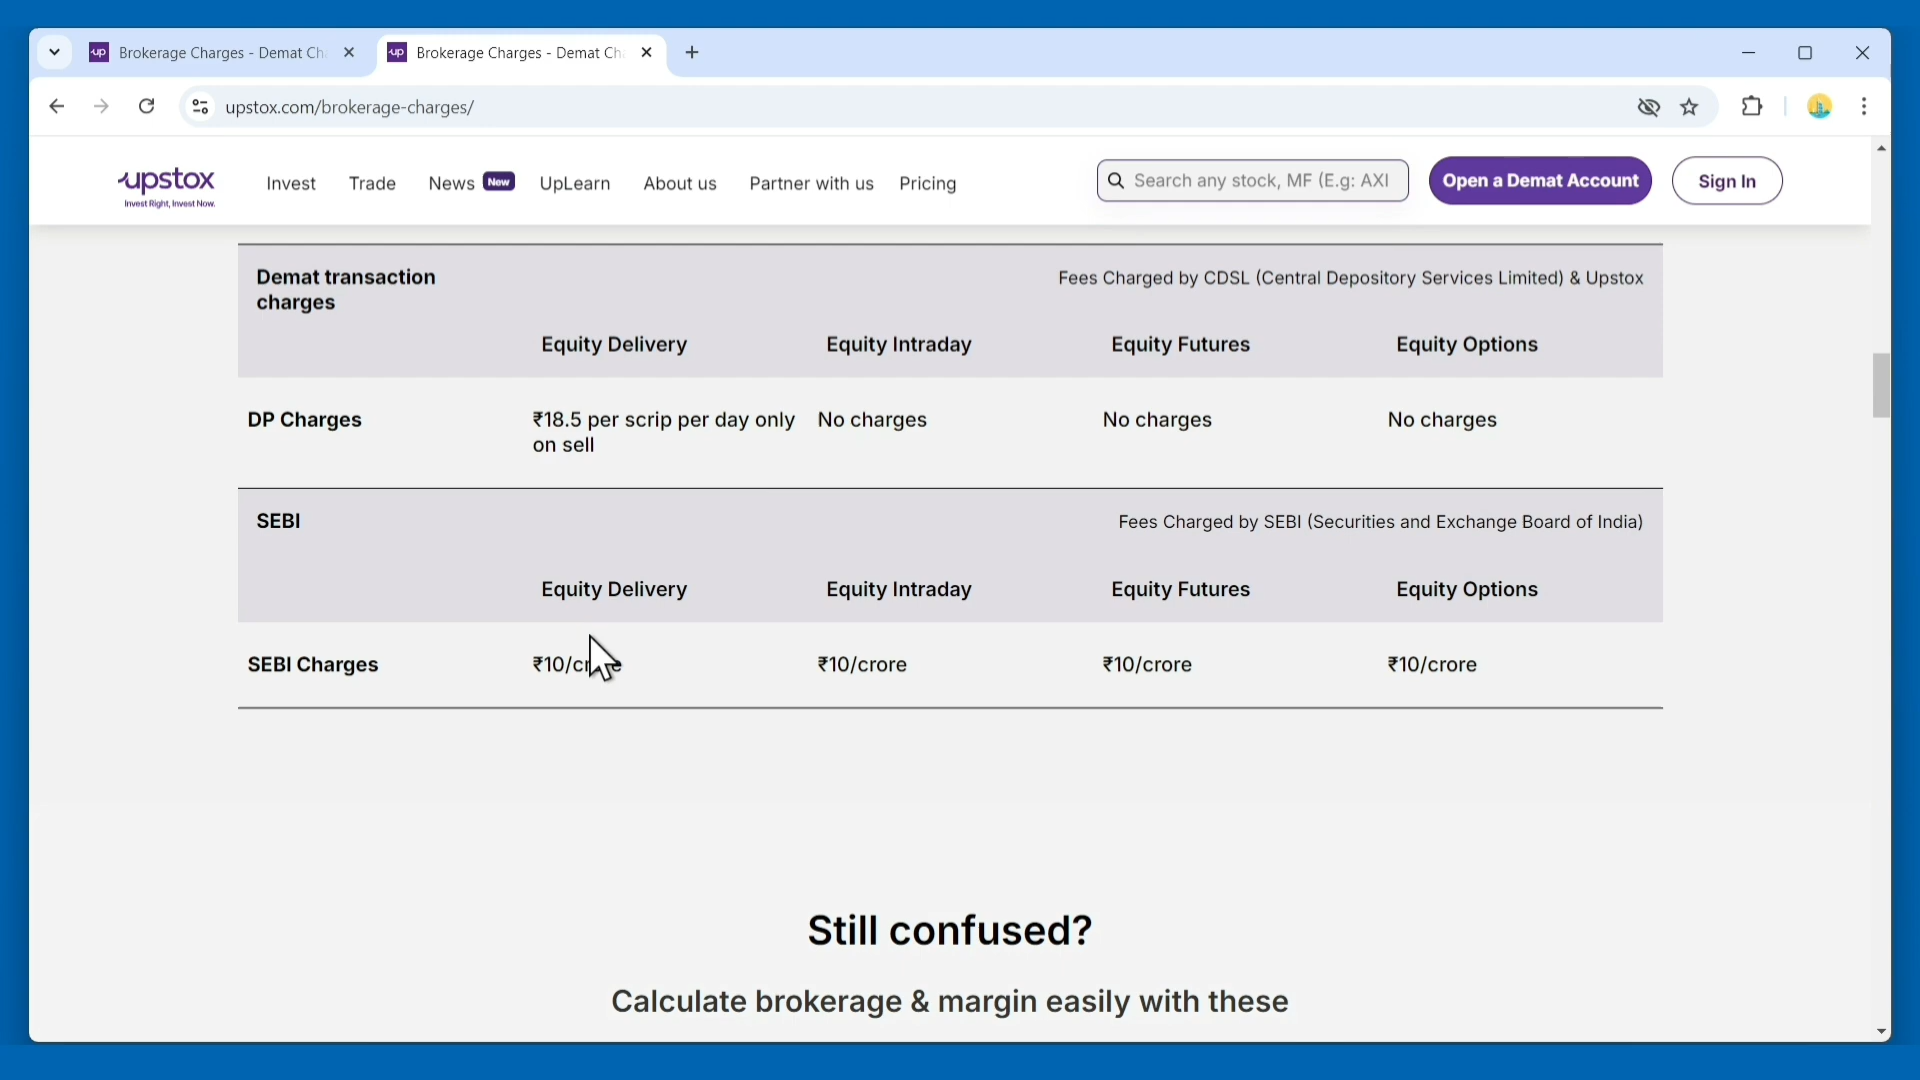 up Brokerage Charges - Demat Ch
up Brokerage Charges - Demat Ch
upstox.com/brokerage-charges/
upstox
Invest Right, Invest Now.
Invest Trade News New UpLearn About us Partner with us Pricing
Search any stock, MF (E.g: AXI
Open a Demat Account
Sign In
Demat transaction
charges
Fees Charged by CDSL (Central Depository Services Limited) & Upstox
Equity Delivery Equity Intraday Equity Futures Equity Options
DP Charges ₹18.5 per scrip per day only No charges No charges No charges
on sell
SEBI Fees Charged by SEBI (Securities and Exchange Board of India)
Equity Delivery Equity Intraday Equity Futures Equity Options
SEBI Charges ₹10/crore ₹10/crore ₹10/crore ₹10/crore
Still confused?
Calculate brokerage & margin easily with these